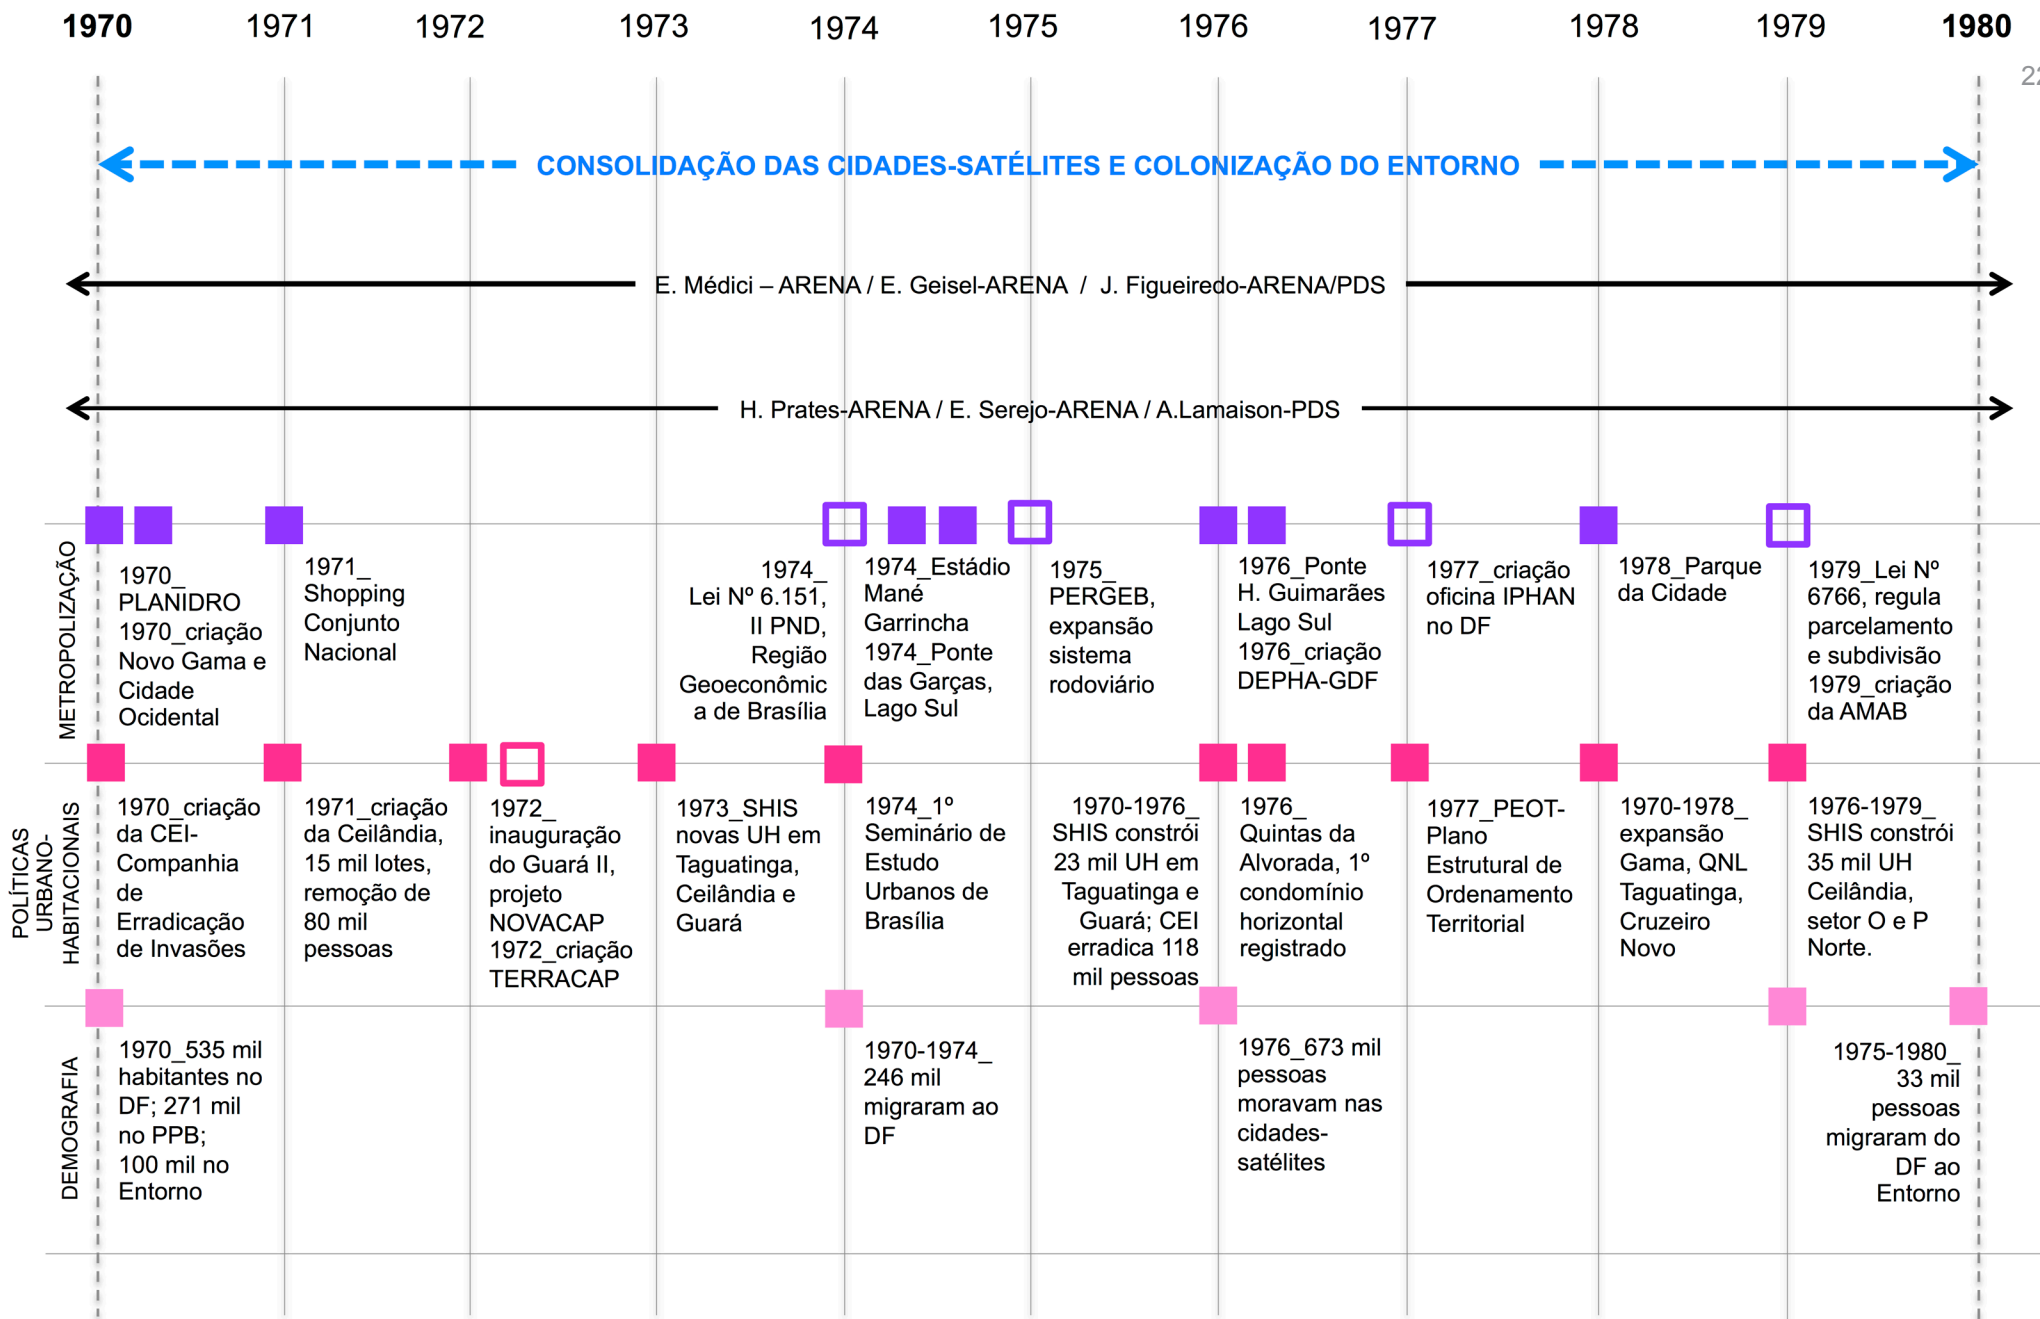 1970 1971 1972 1973 1974 1975 1976 1977 1978 1979 1980
22
CONSOLIDAÇÃO DAS CIDADES-SATÉLITES E COLONIZAÇÃO DO ENTORNO
E. Médici – ARENA / E. Geisel-ARENA / J. Figueiredo-ARENA/PDS
H. Prates-ARENA / E. Serejo-ARENA / A.Lamaison-PDS
METROPOLIZAÇÃO
1970_
PLANIDRO
1970_criação
Novo Gama e
Cidade
Ocidental
1971_
Shopping
Conjunto
Nacional
1974_
Lei Nº 6.151,
II PND,
Região
Geoeconômic
a de Brasília
1974_Estádio
Mané
Garrincha
1974_Ponte
das Garças,
Lago Sul
1975_
PERGEB,
expansão
sistema
rodoviário
1976_Ponte
H. Guimarães
Lago Sul
1976_criação
DEPHA-GDF
1977_criação
oficina IPHAN
no DF
1978_Parque
da Cidade
1979_Lei Nº
6766, regula
parcelamento
e subdivisão
1979_criação
da AMAB
POLÍTICAS
URBANO-
HABITACIONAIS
1970_criação
da CEI-
Companhia
de
Erradicação
de Invasões
1971_criação
da Ceilândia,
15 mil lotes,
remoção de
80 mil
pessoas
1972_
inauguração
do Guará II,
projeto
NOVACAP
1972_criação
TERRACAP
1973_SHIS
novas UH em
Taguatinga,
Ceilândia e
Guará
1974_1º
Seminário de
Estudo
Urbanos de
Brasília
1970-1976_
SHIS constrói
23 mil UH em
Taguatinga e
Guará; CEI
erradica 118
mil pessoas
1976_
Quintas da
Alvorada, 1º
condomínio
horizontal
registrado
1977_PEOT-
Plano
Estrutural de
Ordenamento
Territorial
1970-1978_
expansão
Gama, QNL
Taguatinga,
Cruzeiro
Novo
1976-1979_
SHIS constrói
35 mil UH
Ceilândia,
setor O e P
Norte.
DEMOGRAFIA
1970_535 mil
habitantes no
DF; 271 mil
no PPB;
100 mil no
Entorno
1970-1974_
246 mil
migraram ao
DF
1976_673 mil
pessoas
moravam nas
cidades-
satélites
1975-1980_
33 mil
pessoas
migraram do
DF ao
Entorno